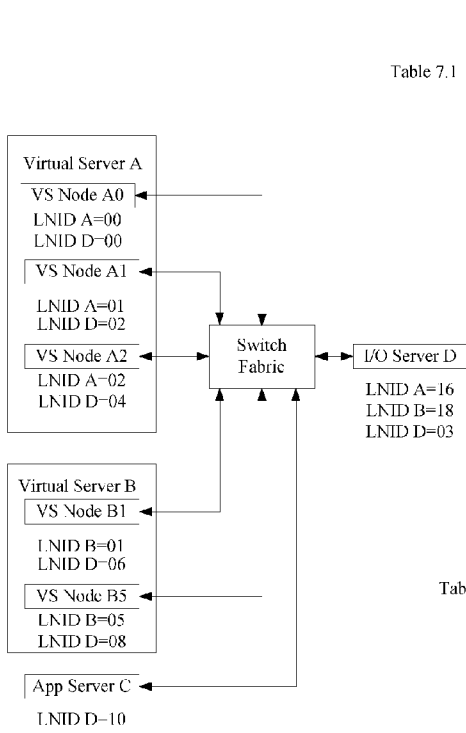 Table 7.1
Virtual Server A
VS Node A0
LNID A=00
LNID D=00
VS Node A1
LNID A=01
LNID D=02
VS Node A2
LNID A=02
LNID D=04
Switch
Fabric
I/O Server D
LNID A=16
LNID B=18
LNID D=03
Virtual Server B
VS Node B1
LNID B=01
LNID D=06
VS Node B5
LNID B=05
LNID D=08
Tab
App Server C
LNID D=10